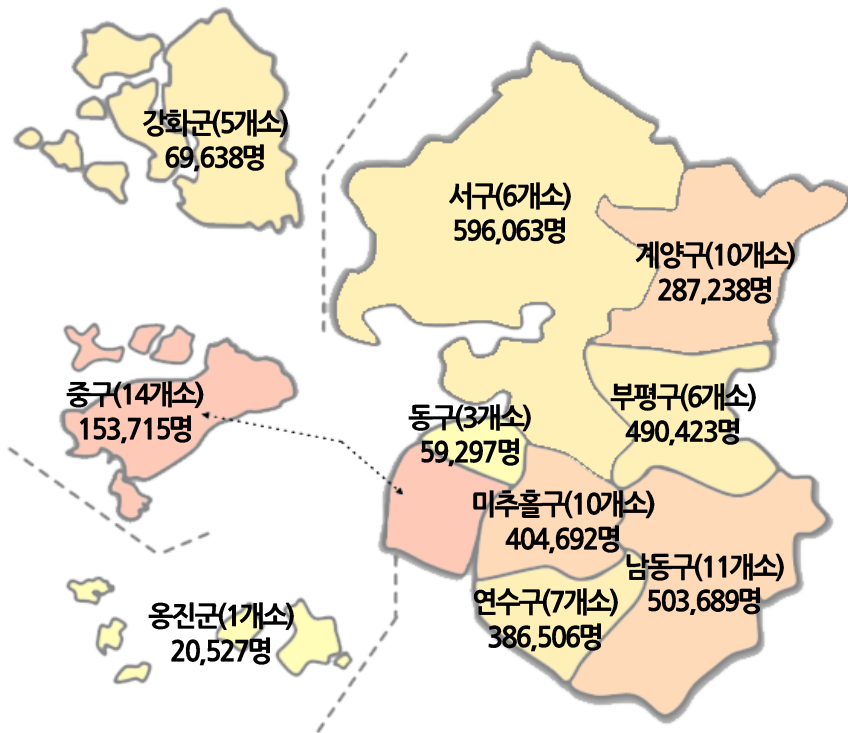 강화군(5개소)
69,638명
서구(6개소)
596,063명
계양구(10개소)
287,238명
중구(14개소)
153,715명
동구(3개소)
59,297명
부평구(6개소)
490,423명
미추홀구(10개소)
404,692명
남동구(11개소)
503,689명
연수구(7개소)
386,506명
옹진군(1개소)
20,527명